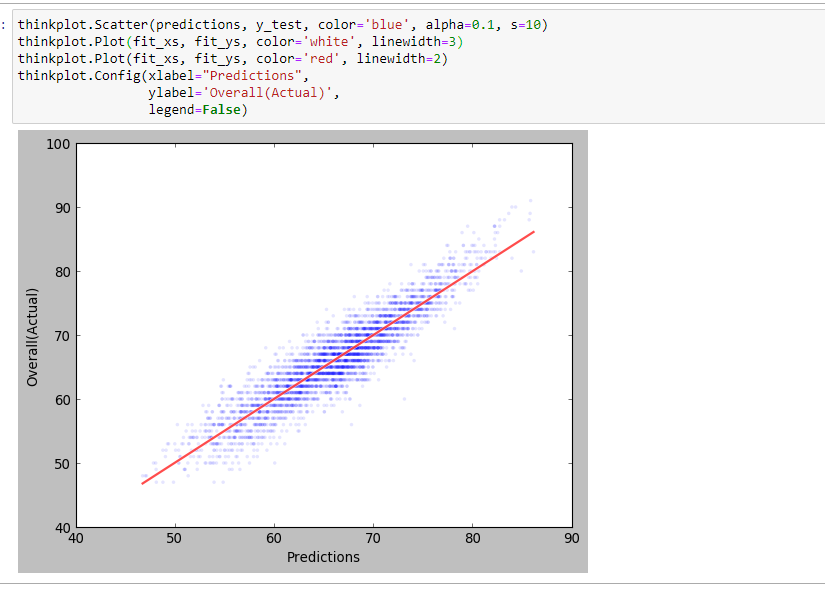 :
thinkplot.Scatter(predictions, y_test, color='blue', alpha=0.1, s=10)
thinkplot.Plot(fit_xs, fit_ys, color='white', linewidth=3)
thinkplot.Plot(fit_xs, fit_ys, color='red', linewidth=2)
thinkplot.Config(xlabel="Predictions",
ylabel='Overall(Actual)',
legend=False)
100
90
80
70
60
50
40
Overall(Actual)
40 50 60 70 80 90
Predictions